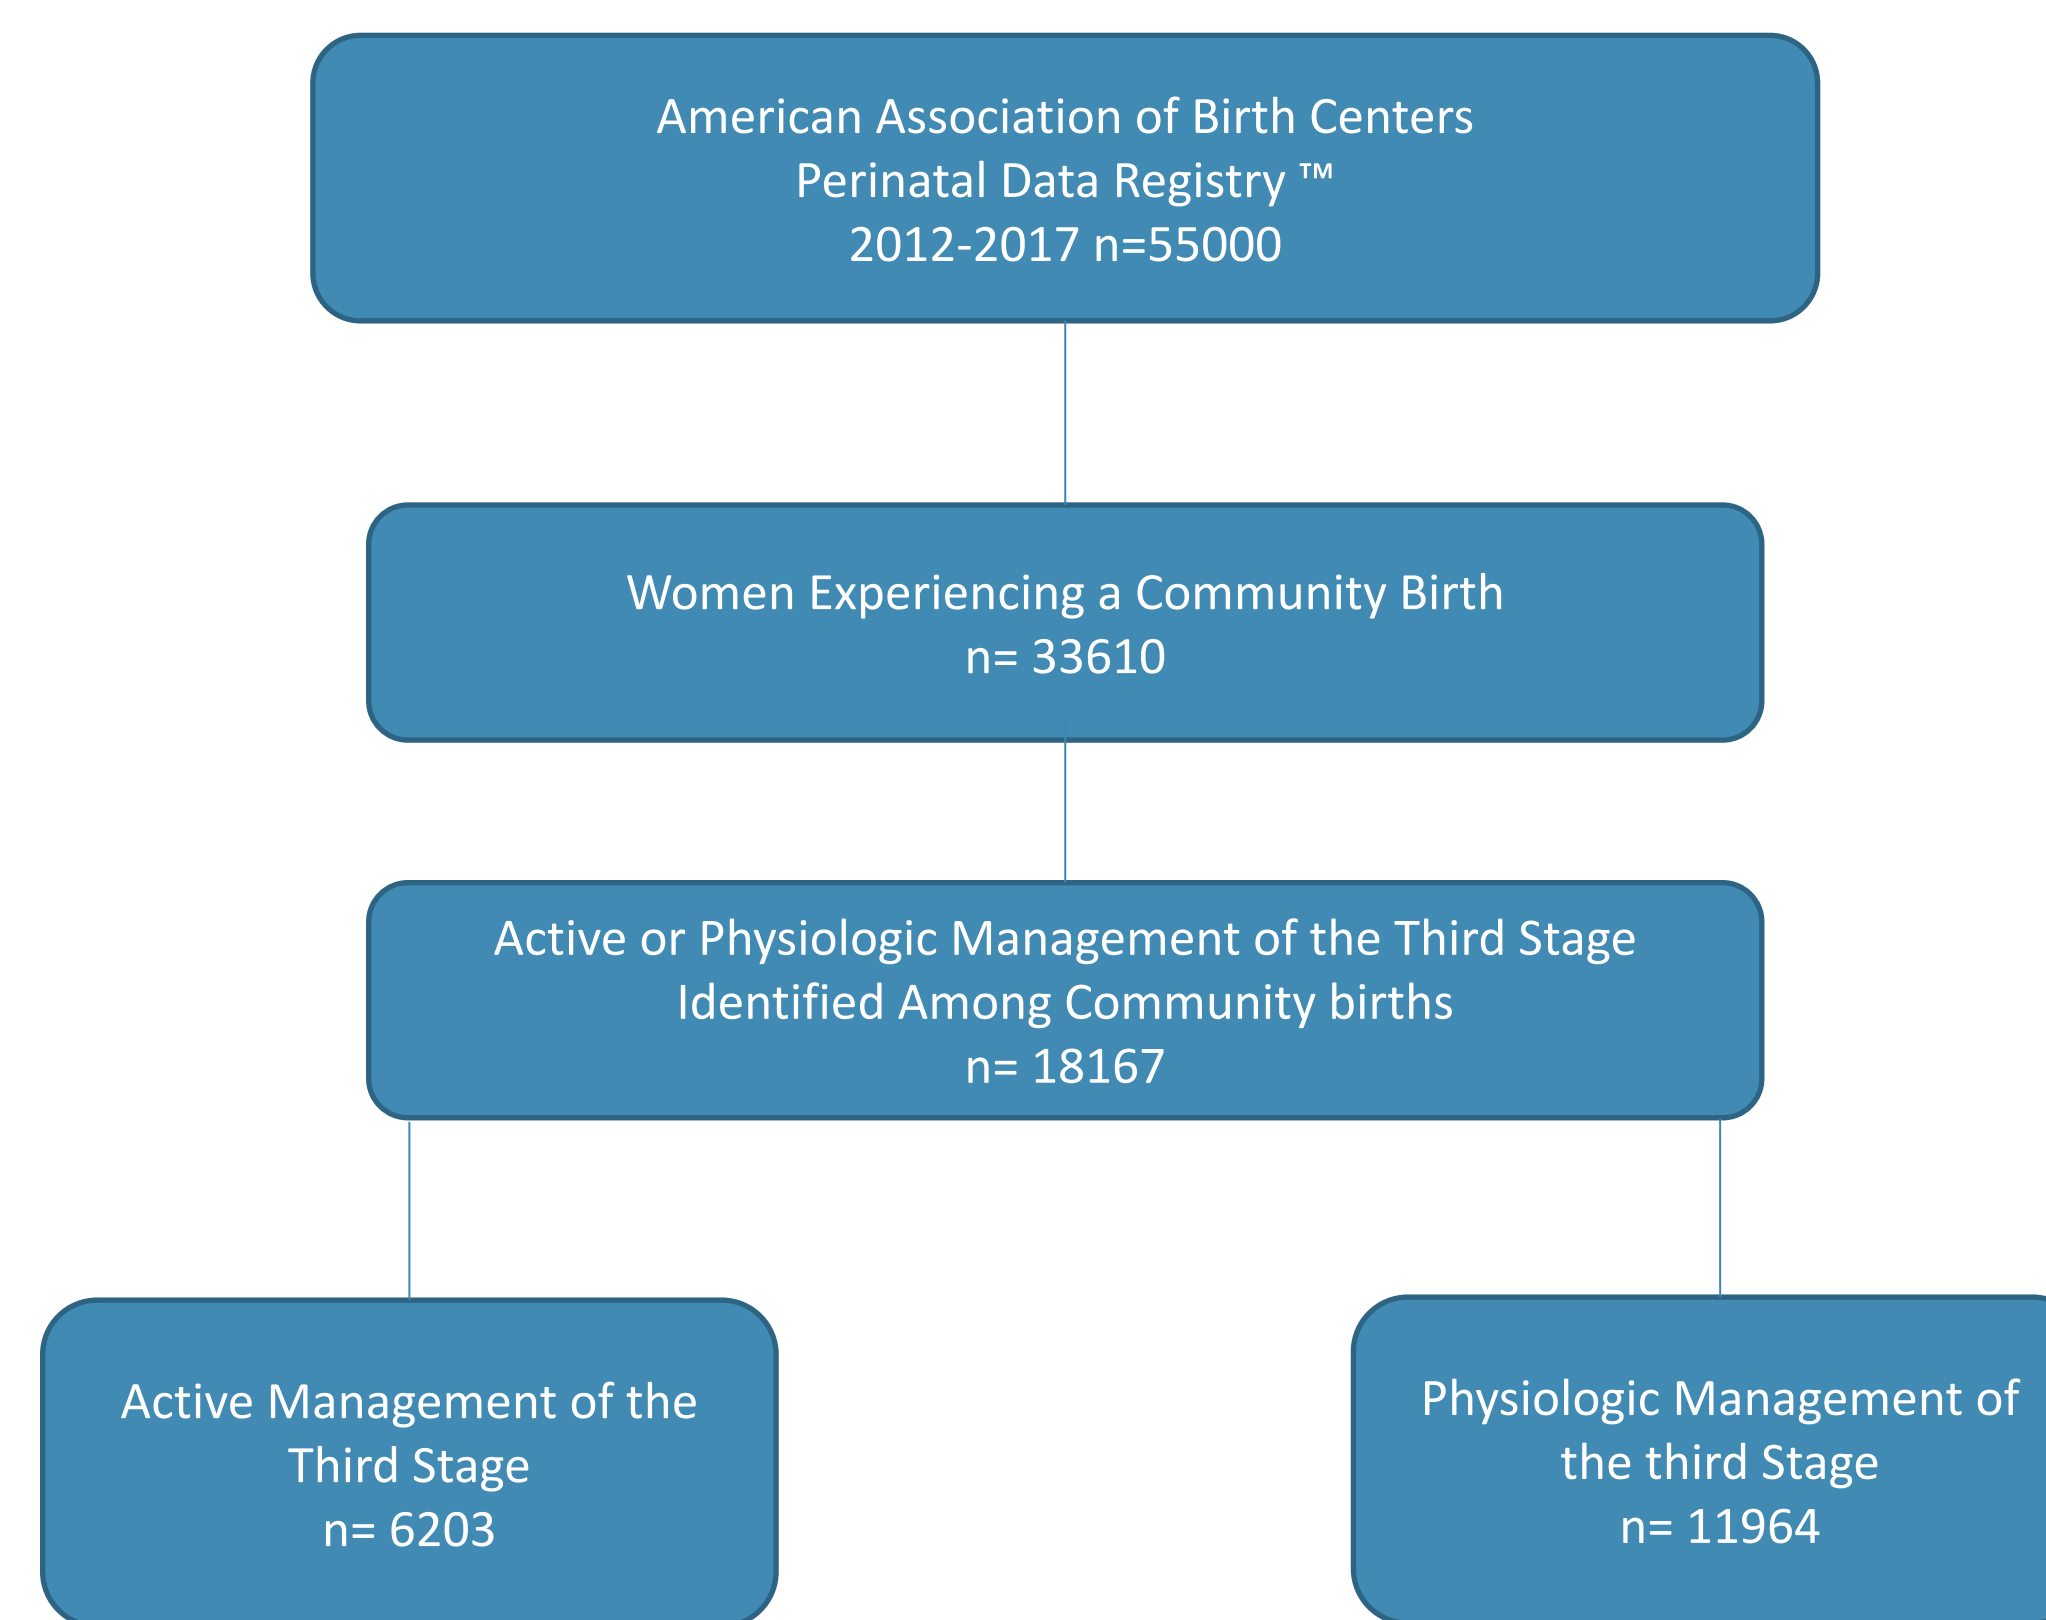 American Association of Birth Centers
Perinatal Data Registry ™
2012-2017 n=55000
Women Experiencing a Community Birth
n= 33610
Active or Physiologic Management of the Third Stage
Identified Among Community births
n= 18167
Active Management of the
Third Stage
n= 6203
Physiologic Management of
the third Stage
n= 11964